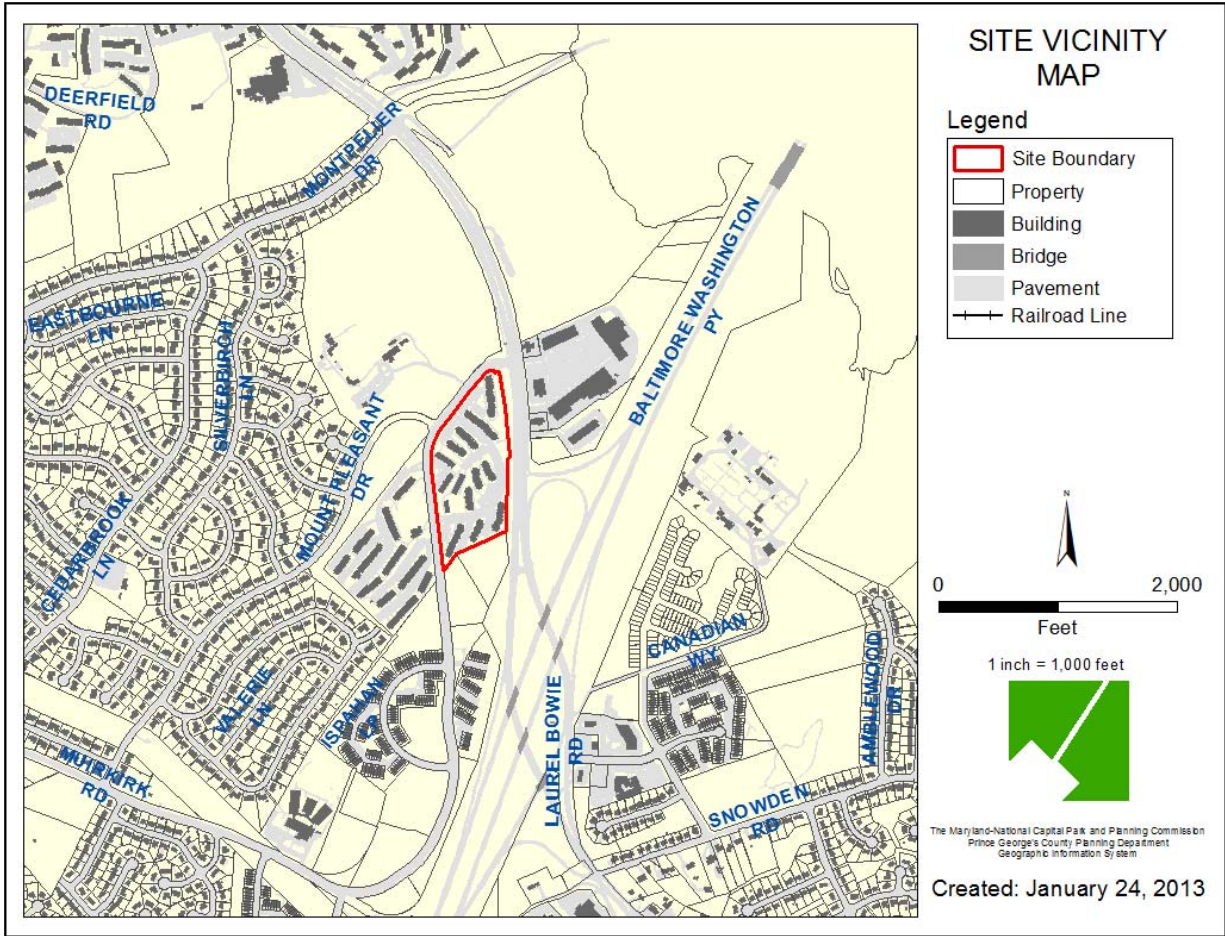 SITE VICINITY
MAP
Legend
Site Boundary
Property
Building
Bridge
Pavement
Railroad Line
N
0 2,000
Feet
1 inch = 1,000 feet
The Maryland-National Capital Park and Planning Commission
Prince George's County Planning Department
Geographic Information System
Created: January 24, 2013
DEERFIELD
RD
MONTPELIER
DR
BALTIMORE WASHINGTON
PY
EASTBOURNE
LN
SILVERBIRCH
LN
MOUNT PLEASANT
DR
CEDARBROOK
LN
CANADIAN
WY
AMBLEWOOD
DR
VALERIE
LN
ISPAHAN
LP
LAUREL BOWIE
RD
MUIRKIRK
RD
SNOWDEN
RD